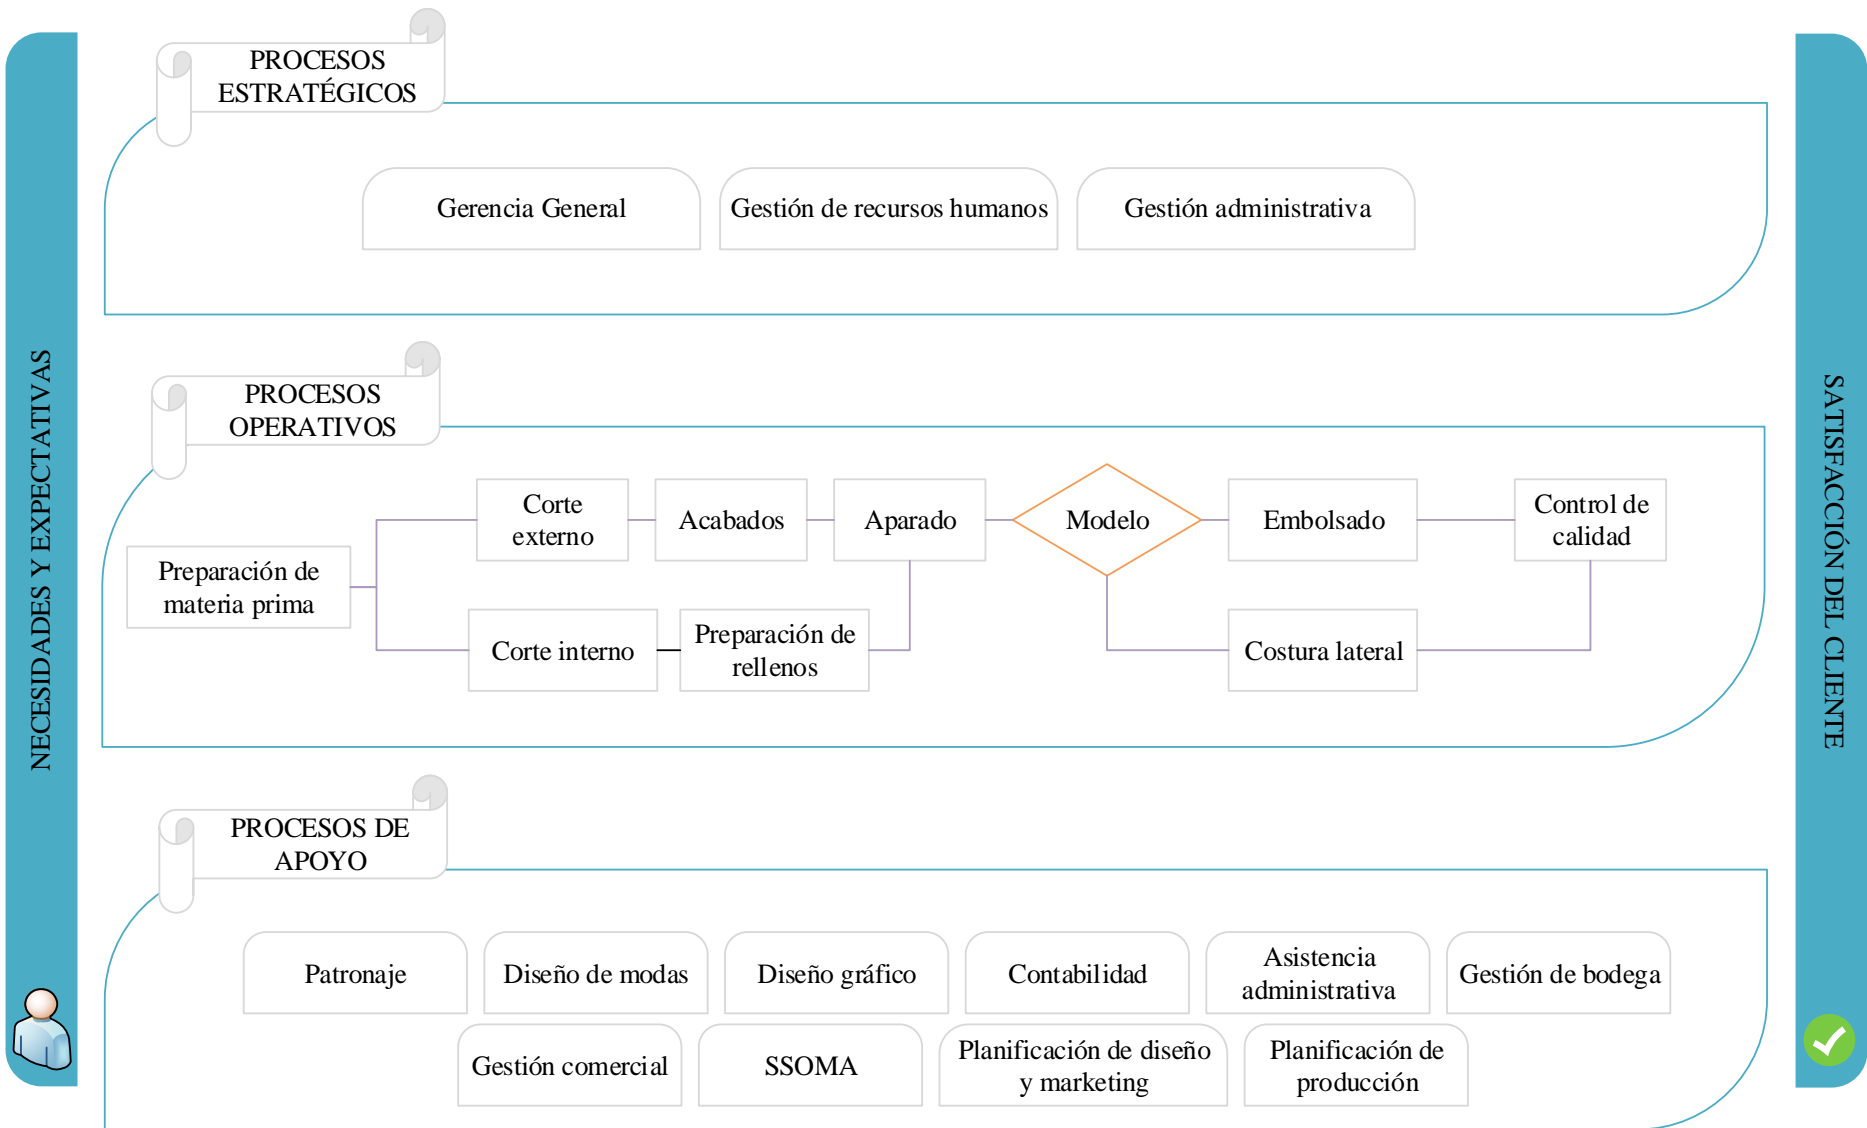 NECESIDADES Y EXPECTATIVAS
PROCESOS
ESTRATÉGICOS
Gerencia General
Gestión de recursos humanos
Gestión administrativa
PROCESOS
OPERATIVOS
Preparación de
materia prima
Corte
externo
Acabados
Aparado
Modelo
Embolsado
Control de
calidad
Corte interno
Preparación de
rellenos
Costura lateral
PROCESOS DE
APOYO
Patronaje
Diseño de modas
Diseño gráfico
Contabilidad
Asistencia
administrativa
Gestión de bodega
Gestión comercial
SSOMA
Planificación de diseño
y marketing
Planificación de
producción
SATISFACCIÓN DEL CLIENTE